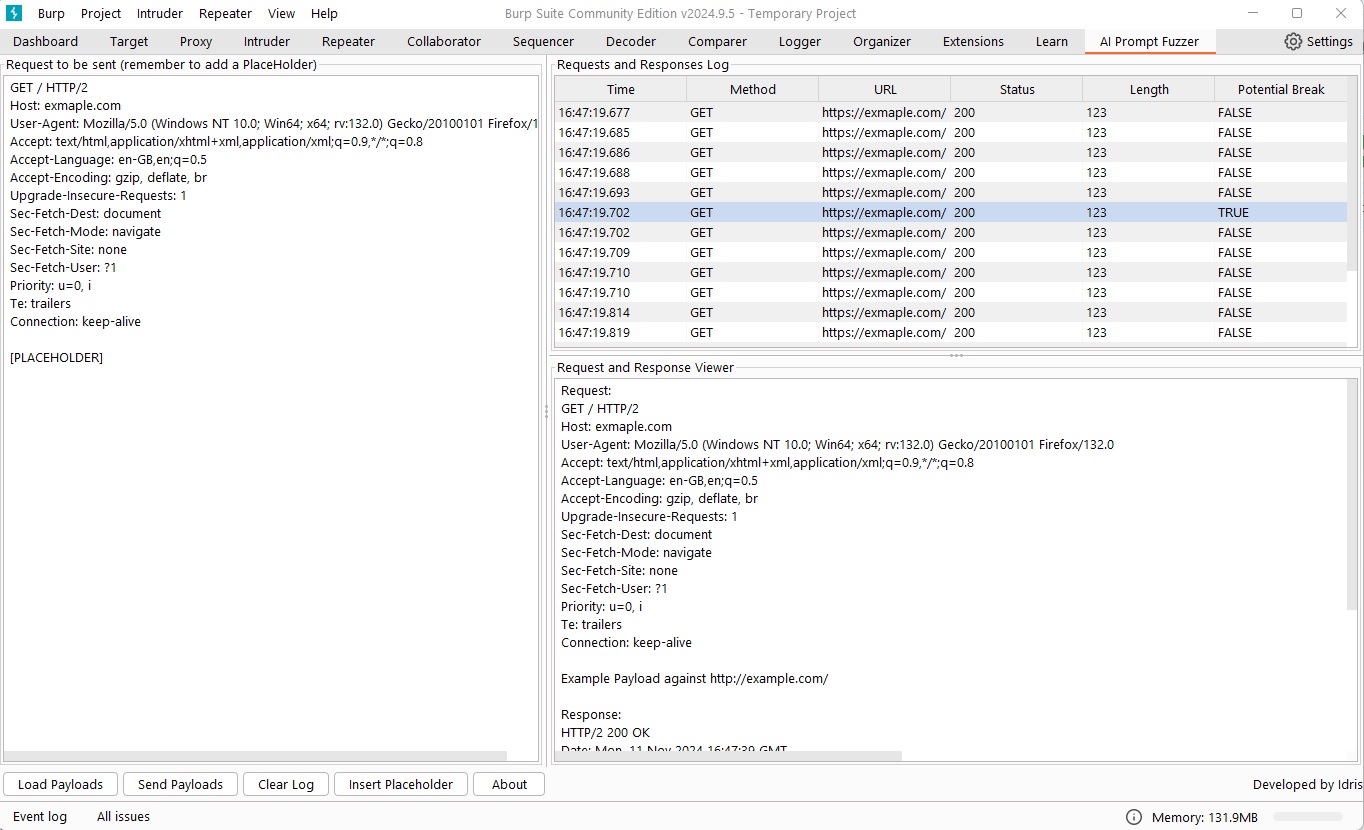 Burp Project Intruder Repeater View Help Burp Suite Community Edition v2024.9.5 - Temporary Project
Dashboard Target Proxy Intruder Repeater Collaborator Sequencer Decoder Comparer Logger Organizer Extensions Learn AI Prompt Fuzzer Settings
Request to be sent (remember to add a PlaceHolder)
GET / HTTP/2
Host: exmaple.com
User-Agent: Mozilla/5.0 (Windows NT 10.0; Win64; x64; rv:132.0) Gecko/20100101 Firefox/1
Accept: text/html,application/xhtml+xml,application/xml;q=0.9,*/*;q=0.8
Accept-Language: en-GB,en;q=0.5
Accept-Encoding: gzip, deflate, br
Upgrade-Insecure-Requests: 1
Sec-Fetch-Dest: document
Sec-Fetch-Mode: navigate
Sec-Fetch-Site: none
Sec-Fetch-User: ?1
Priority: u=0, i
Te: trailers
Connection: keep-alive
[PLACEHOLDER]
Requests and Responses Log
Time Method URL Status Length Potential Break
16:47:19.677 GET https://exmaple.com/ 200 123 FALSE
16:47:19.685 GET https://exmaple.com/ 200 123 FALSE
16:47:19.686 GET https://exmaple.com/ 200 123 FALSE
16:47:19.688 GET https://exmaple.com/ 200 123 FALSE
16:47:19.693 GET https://exmaple.com/ 200 123 FALSE
16:47:19.702 GET https://exmaple.com/ 200 123 TRUE
16:47:19.702 GET https://exmaple.com/ 200 123 FALSE
16:47:19.709 GET https://exmaple.com/ 200 123 FALSE
16:47:19.710 GET https://exmaple.com/ 200 123 FALSE
16:47:19.710 GET https://exmaple.com/ 200 123 FALSE
16:47:19.814 GET https://exmaple.com/ 200 123 FALSE
16:47:19.819 GET https://exmaple.com/ 200 123 FALSE
Request and Response Viewer
Request:
GET / HTTP/2
Host: exmaple.com
User-Agent: Mozilla/5.0 (Windows NT 10.0; Win64; x64; rv:132.0) Gecko/20100101 Firefox/132.0
Accept: text/html,application/xhtml+xml,application/xml;q=0.9,*/*;q=0.8
Accept-Language: en-GB,en;q=0.5
Accept-Encoding: gzip, deflate, br
Upgrade-Insecure-Requests: 1
Sec-Fetch-Dest: document
Sec-Fetch-Mode: navigate
Sec-Fetch-Site: none
Sec-Fetch-User: ?1
Priority: u=0, i
Te: trailers
Connection: keep-alive
Example Payload against http://example.com/
Response:
HTTP/2 200 OK
Date: Mon, 11 Nov 2024 16:47:39 GMT
Load Payloads Send Payloads Clear Log Insert Placeholder About Developed by Idris
Event log All issues Memory: 131.9MB